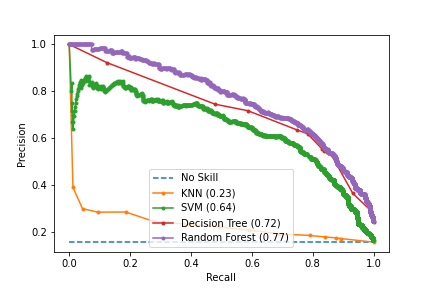 1.0
0.8
0.6
0.4
0.2
Precision
No Skill
KNN (0.23)
SVM (0.64)
Decision Tree (0.72)
Random Forest (0.77)
0.0 0.2 0.4 0.6 0.8 1.0
Recall